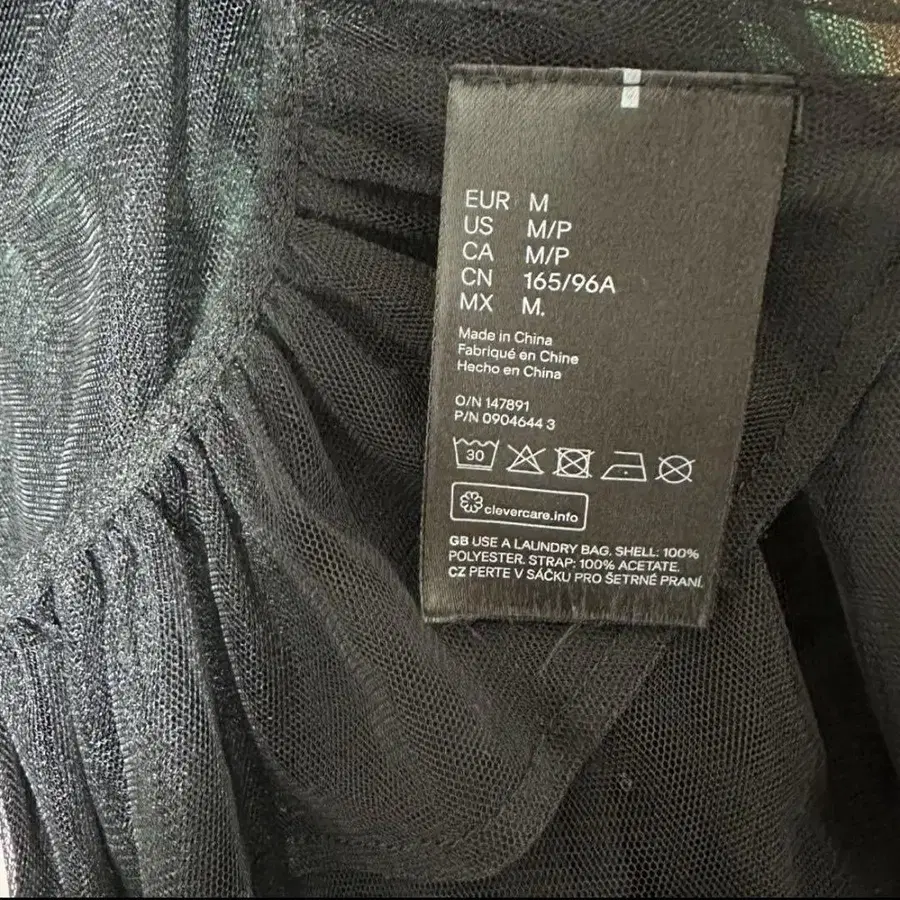 EUR M
US M/P
CA M/P
CN 165/96A
MX M.
Made in China
Fabriqué en Chine
Hecho en China
O/N 147891
P/N 0904644 3
30
clevercare.info
GB USE A LAUNDRY BAG. SHELL: 100%
POLYESTER. STRAP: 100% ACETATE.
CZ PERTE V SÁČKU PRO ŠETRNÉ PRANÍ.